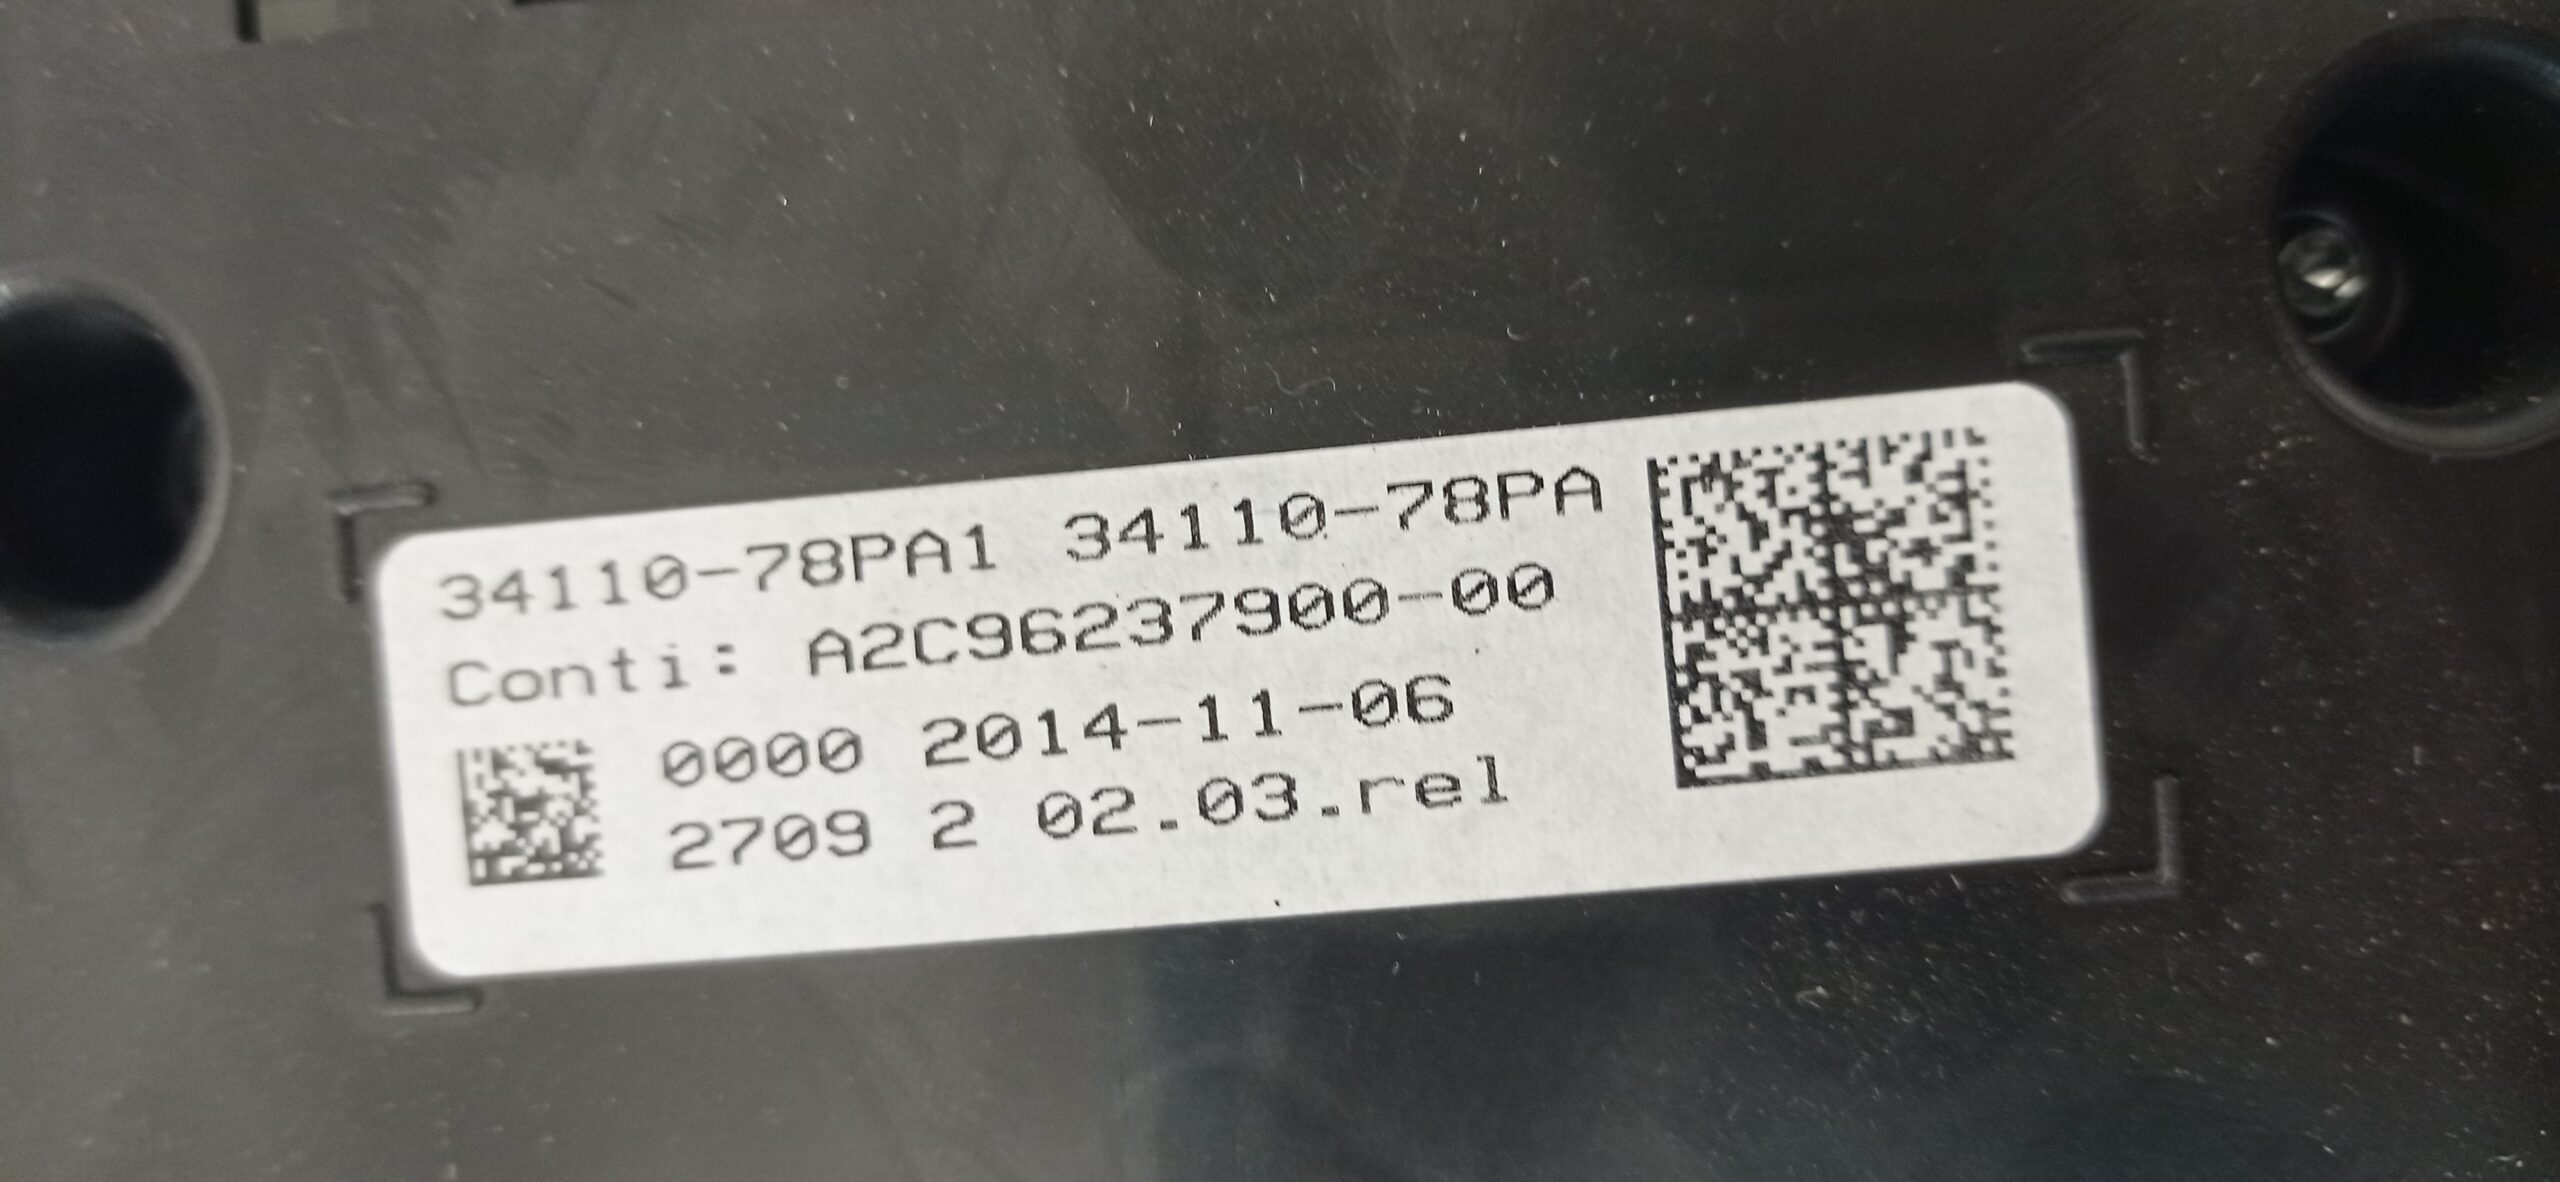 34110-78PA1 34110-78PA
Conti: A2C96237900-00
0000 2014-11-06
2709 2 02.03.rel